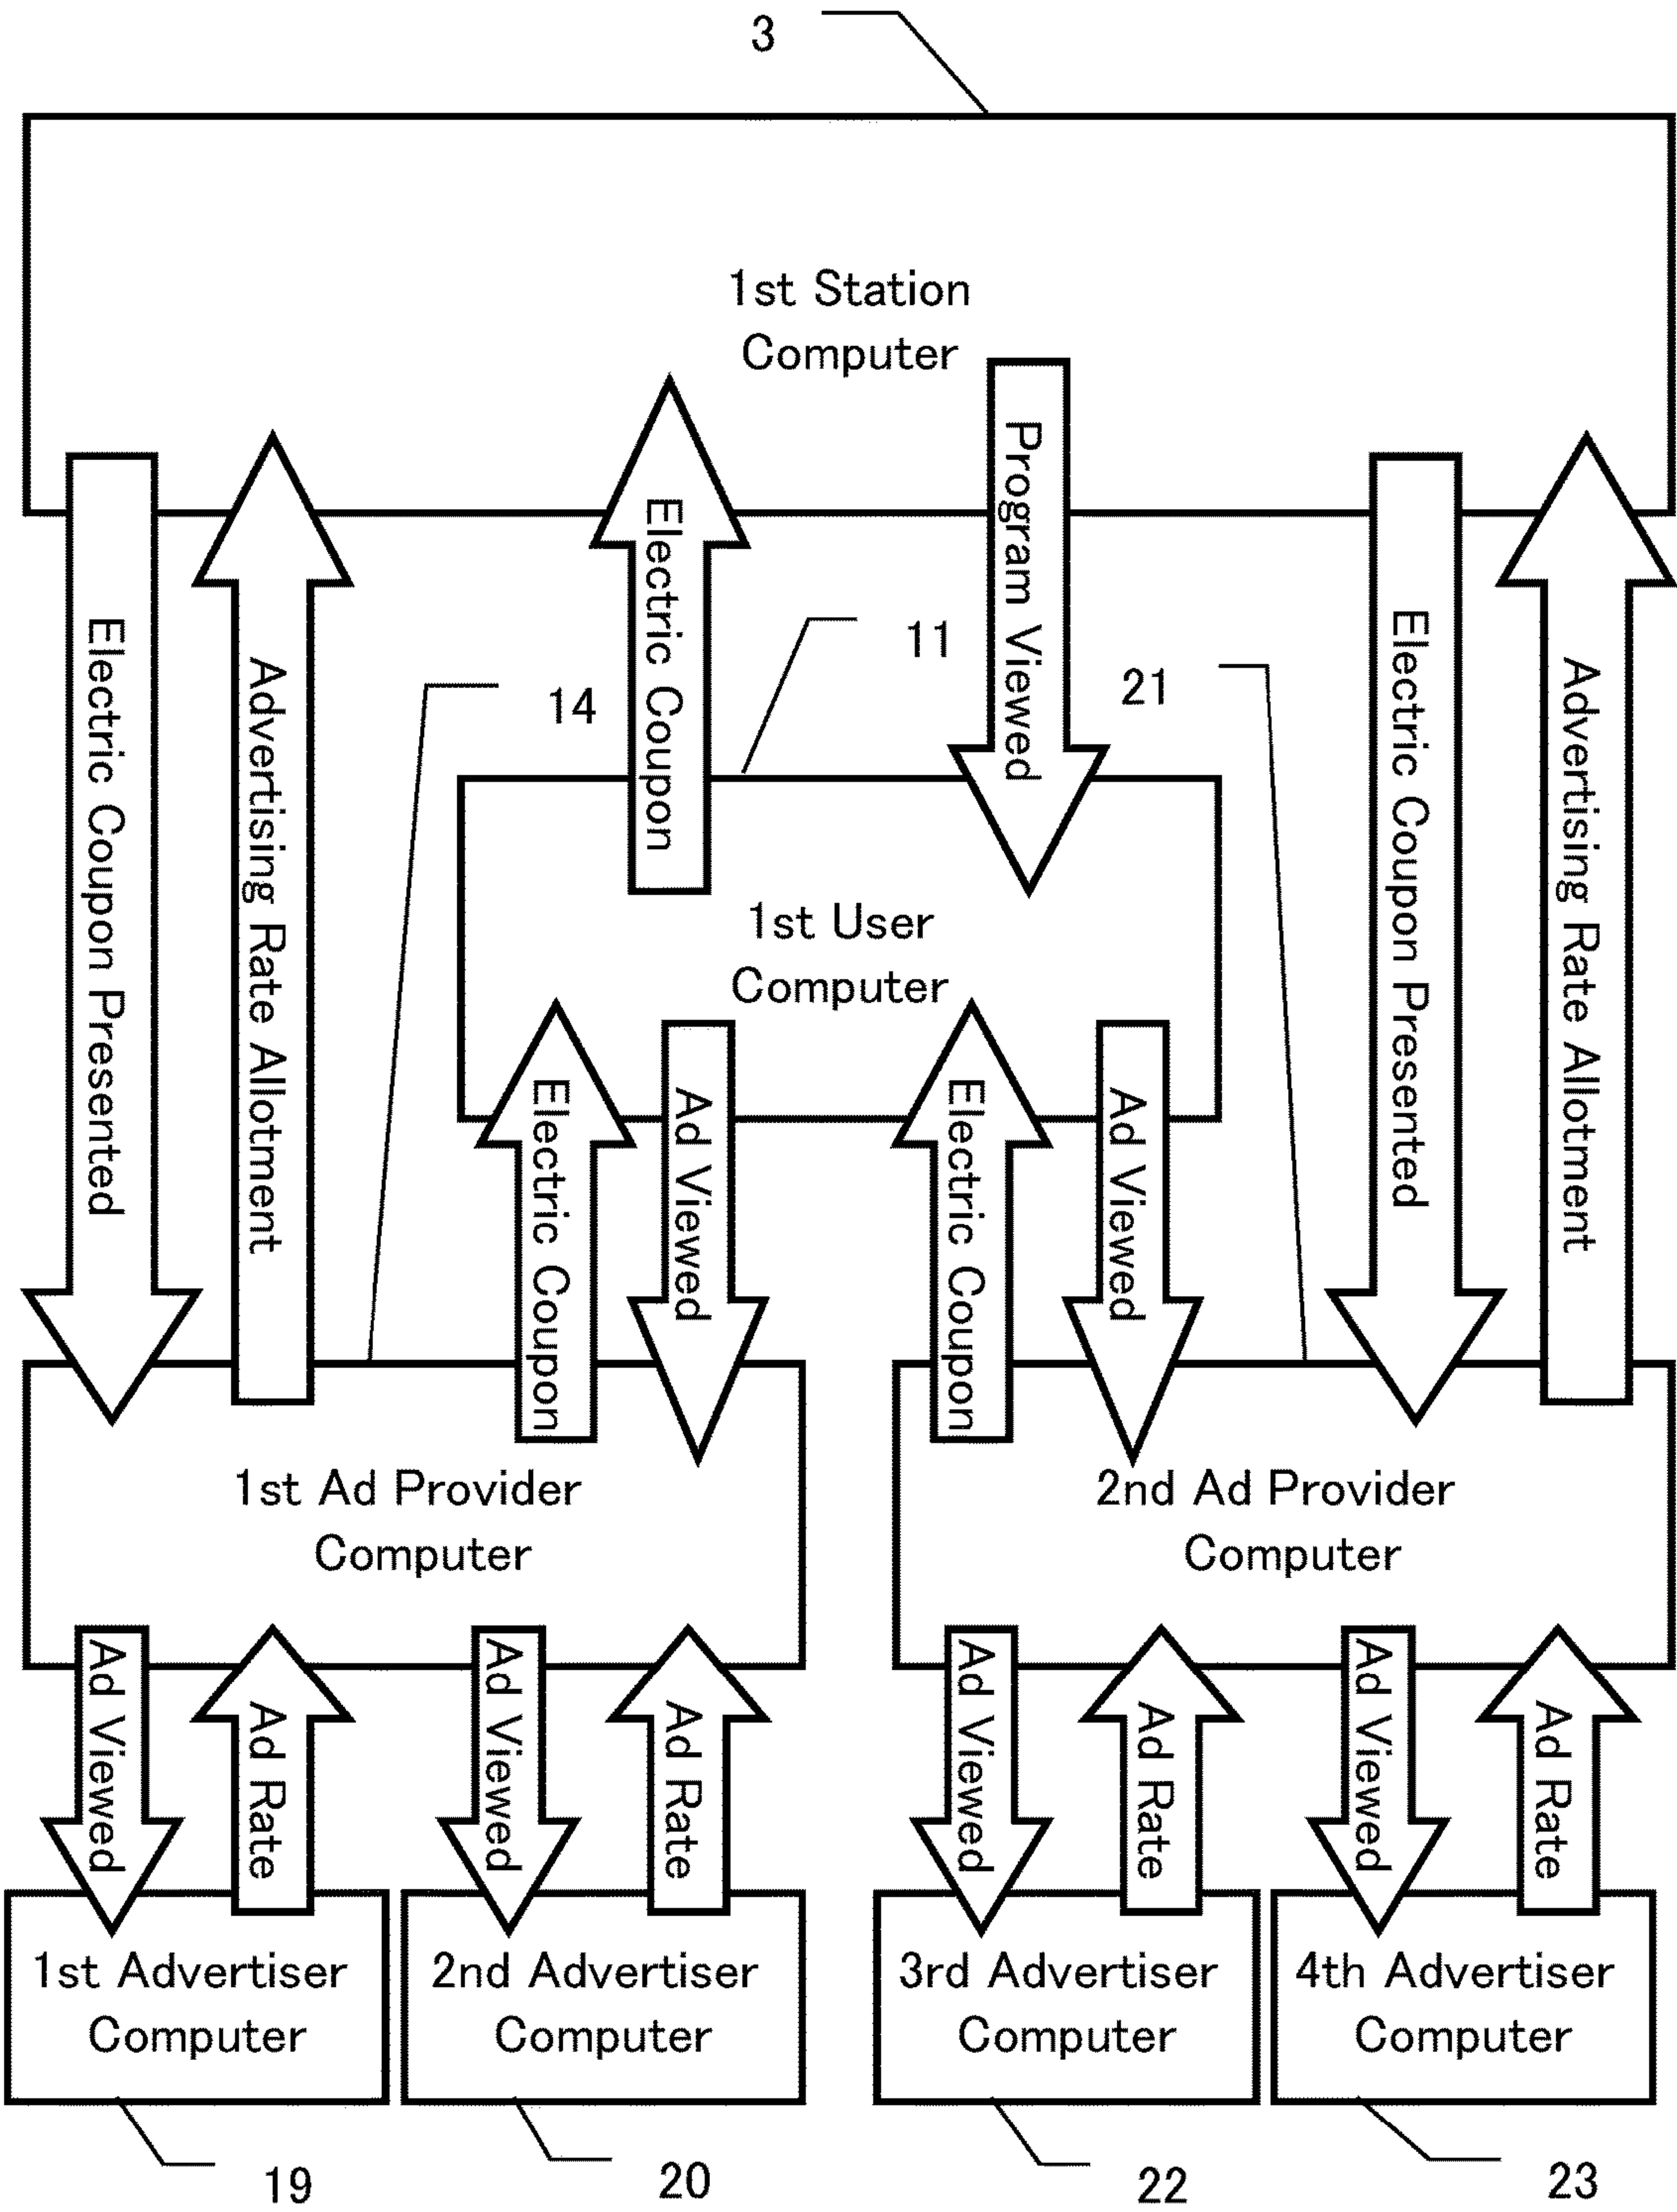 3
1st Station
Computer
Electric Coupon Presented
Advertising Rate Allotment
Electric Coupon
Program Viewed
Electric Coupon Presented
Advertising Rate Allotment
14
11
21
1st User
Computer
Electric Coupon
Ad Viewed
Electric Coupon
Ad Viewed
1st Ad Provider
Computer
2nd Ad Provider
Computer
Ad Viewed
Ad Rate
Ad Viewed
Ad Rate
Ad Viewed
Ad Rate
Ad Viewed
Ad Rate
1st Advertiser
Computer
2nd Advertiser
Computer
3rd Advertiser
Computer
4th Advertiser
Computer
19
20
22
23